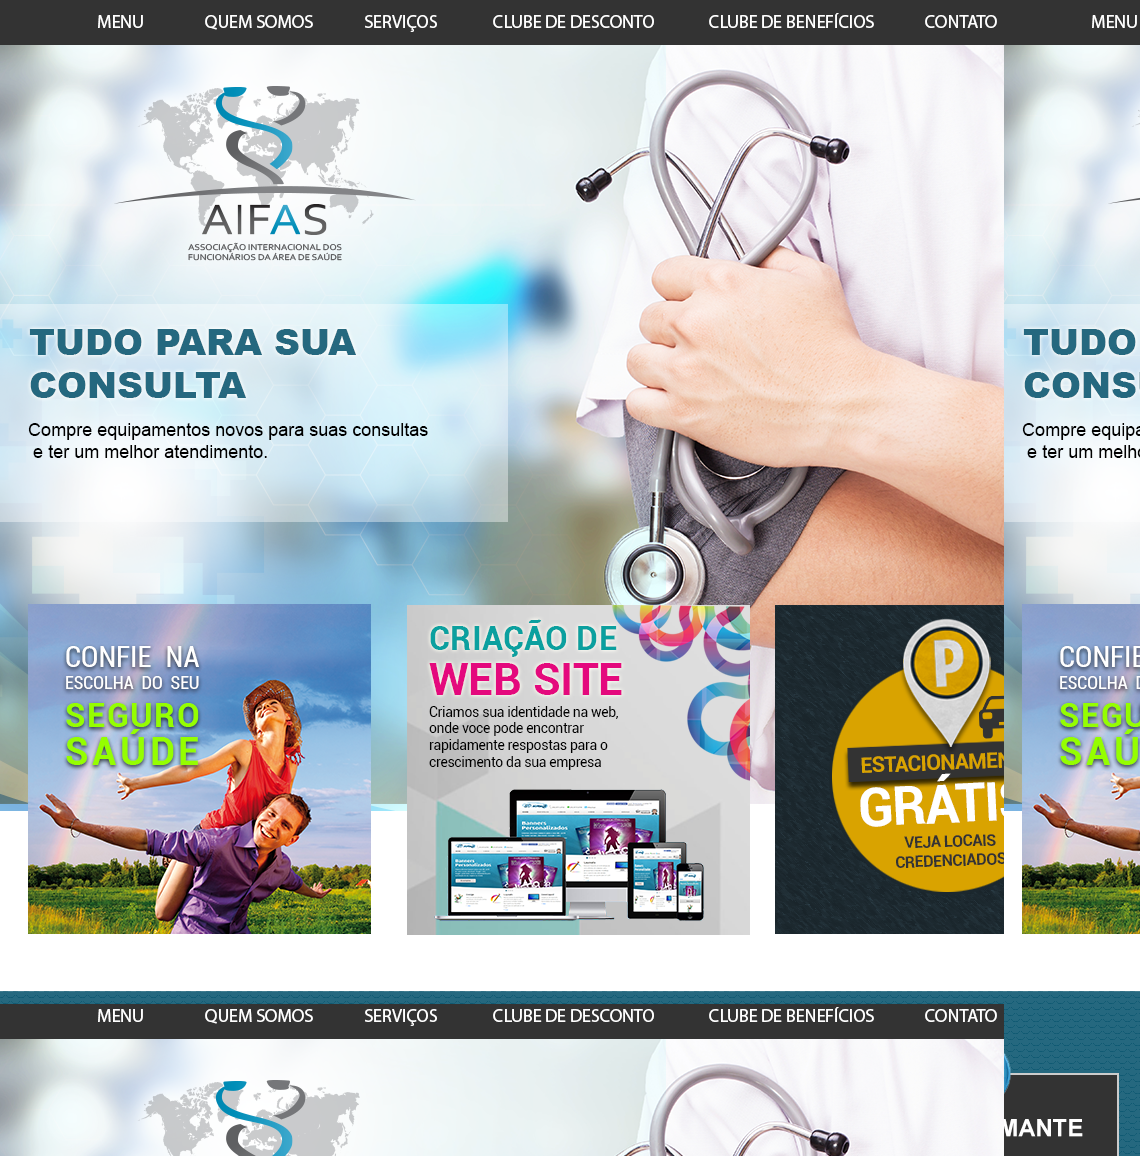 MENU QUEM SOMOS SERVIÇOS CLUBE DE DESCONTO CLUBE DE BENEFÍCIOS CONTATO MENU
AIFAS
ASSOCIAÇÃO INTERNACIONAL DOS
FUNCIONÁRIOS DA ÁREA DE SAÚDE
TUDO PARA SUA
CONSULTA
Compre equipamentos novos para suas consultas
e ter um melhor atendimento.
TUDO
CONS
Compre equipa
e ter um melh
CONFIE NA
ESCOLHA DO SEU
SEGURO
SAÚDE
CRIAÇÃO DE
WEB SITE
Criamos sua identidade na web,
onde voce pode encontrar
rapidamente respostas para o
crescimento da sua empresa
Banners
Personalizados
P
ESTACIONAMEN
GRÁTIS
VEJA LOCAIS
CREDENCIADOS
CONFIE
ESCOLHA D
SEGU
SAÚ
MENU QUEM SOMOS SERVIÇOS CLUBE DE DESCONTO CLUBE DE BENEFÍCIOS CONTATO
MANTE